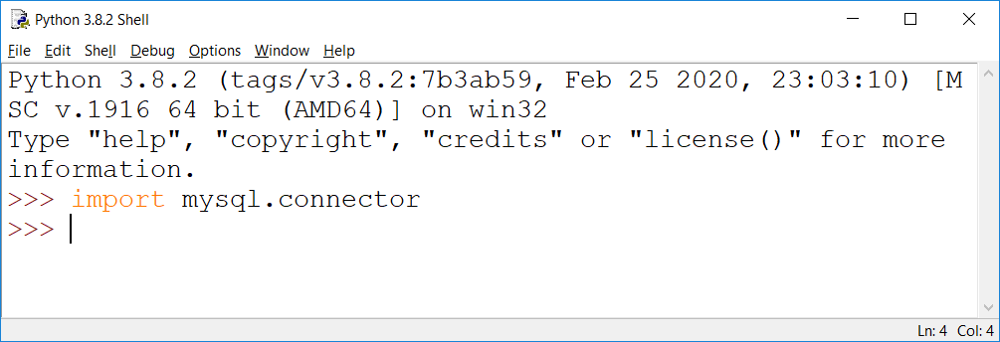 Python 3.8.2 Shell
File Edit Shell Debug Options Window Help
Python 3.8.2 (tags/v3.8.2:7b3ab59, Feb 25 2020, 23:03:10) [M
SC v.1916 64 bit (AMD64)] on win32
Type "help", "copyright", "credits" or "license()" for more
information.
>>> import mysql.connector
>>>
Ln: 4 Col: 4